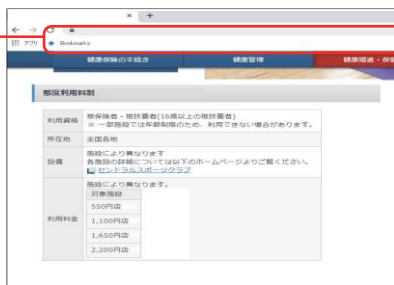 アプリ ★ Bookmarks
健康保険の手続き 健康管理 健康増進・保
都度利用料制
利用資格 被保険者・被扶養者(16歳以上の被扶養者)
※ 一部施設では年齢制限のため、利用できない場合があります。
所在地 全国各地
設備 施設により異なります
各施設の詳細については以下のホームページよりご覧ください。
セントラルスポーツクラブ
利用料金 施設により異なります。
対象施設
550円店
1,100円店
1,650円店
2,200円店